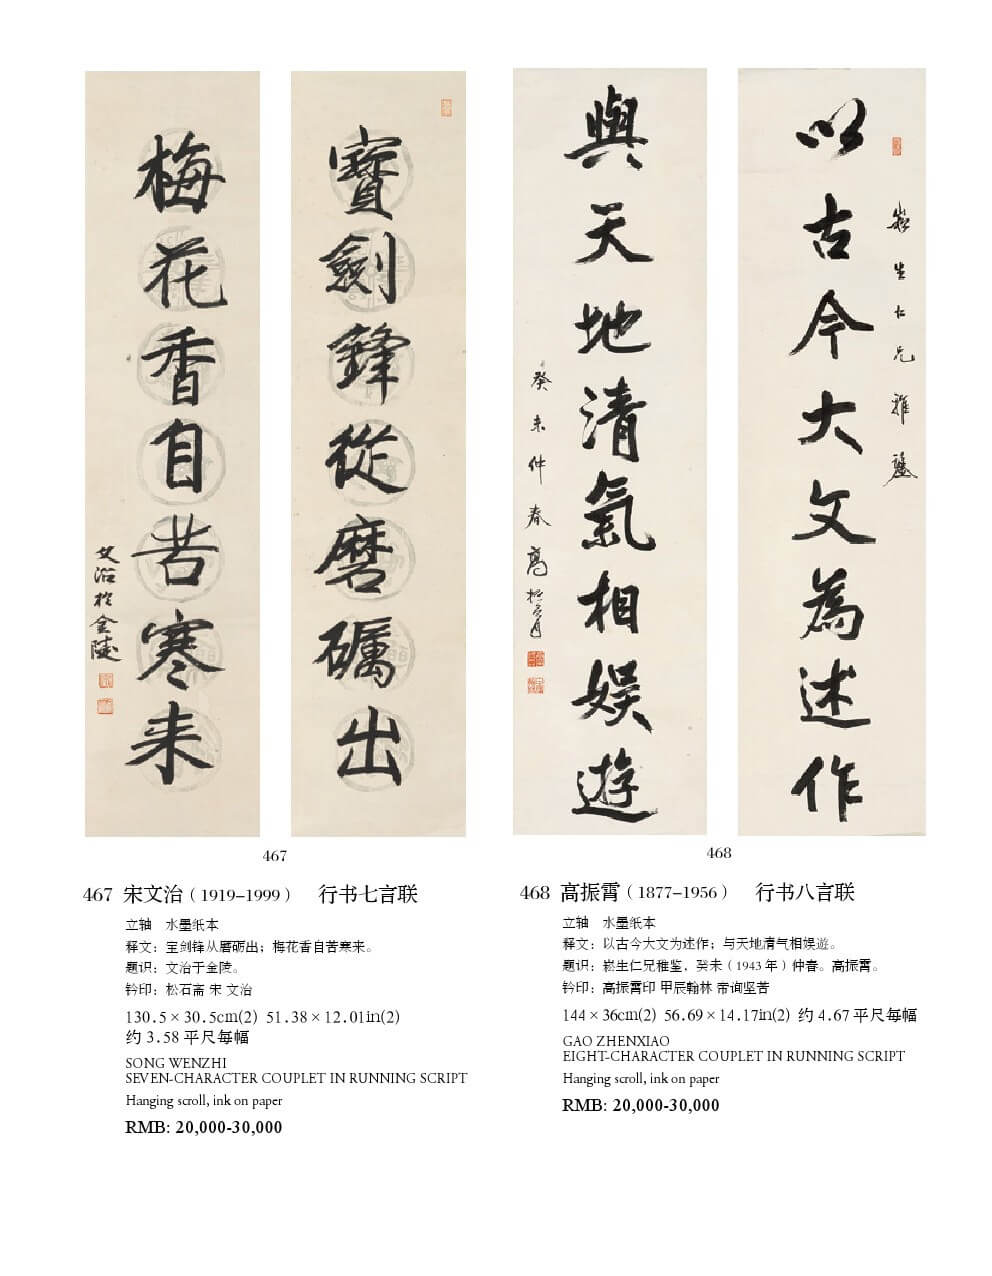 寶劍鋒從磨礪出
梅花香自苦寒来
文治於金陵
以古今大文為述作
崧生仁兄雅鑒
與天地清氣相娱遊
癸未仲春高振霄
467
468
467 宋文治（1919–1999） 行书七言联
立轴 水墨纸本
释文：宝剑锋从磨砺出；梅花香自苦寒来。
题识：文治于金陵。
钤印：松石斋 宋 文治
130.5×30.5cm(2) 51.38×12.01in(2)
约 3.58 平尺每幅
SONG WENZHI
SEVEN-CHARACTER COUPLET IN RUNNING SCRIPT
Hanging scroll, ink on paper
RMB: 20,000-30,000
468 高振霄（1877–1956） 行书八言联
立轴 水墨纸本
释文：以古今大文为述作；与天地清气相娱遊。
题识：崧生仁兄稚鉴，癸未（1943 年）仲春。高振霄。
钤印：高振霄印 甲辰翰林 帝询坚苦
144×36cm(2) 56.69×14.17in(2) 约 4.67 平尺每幅
GAO ZHENXIAO
EIGHT-CHARACTER COUPLET IN RUNNING SCRIPT
Hanging scroll, ink on paper
RMB: 20,000-30,000